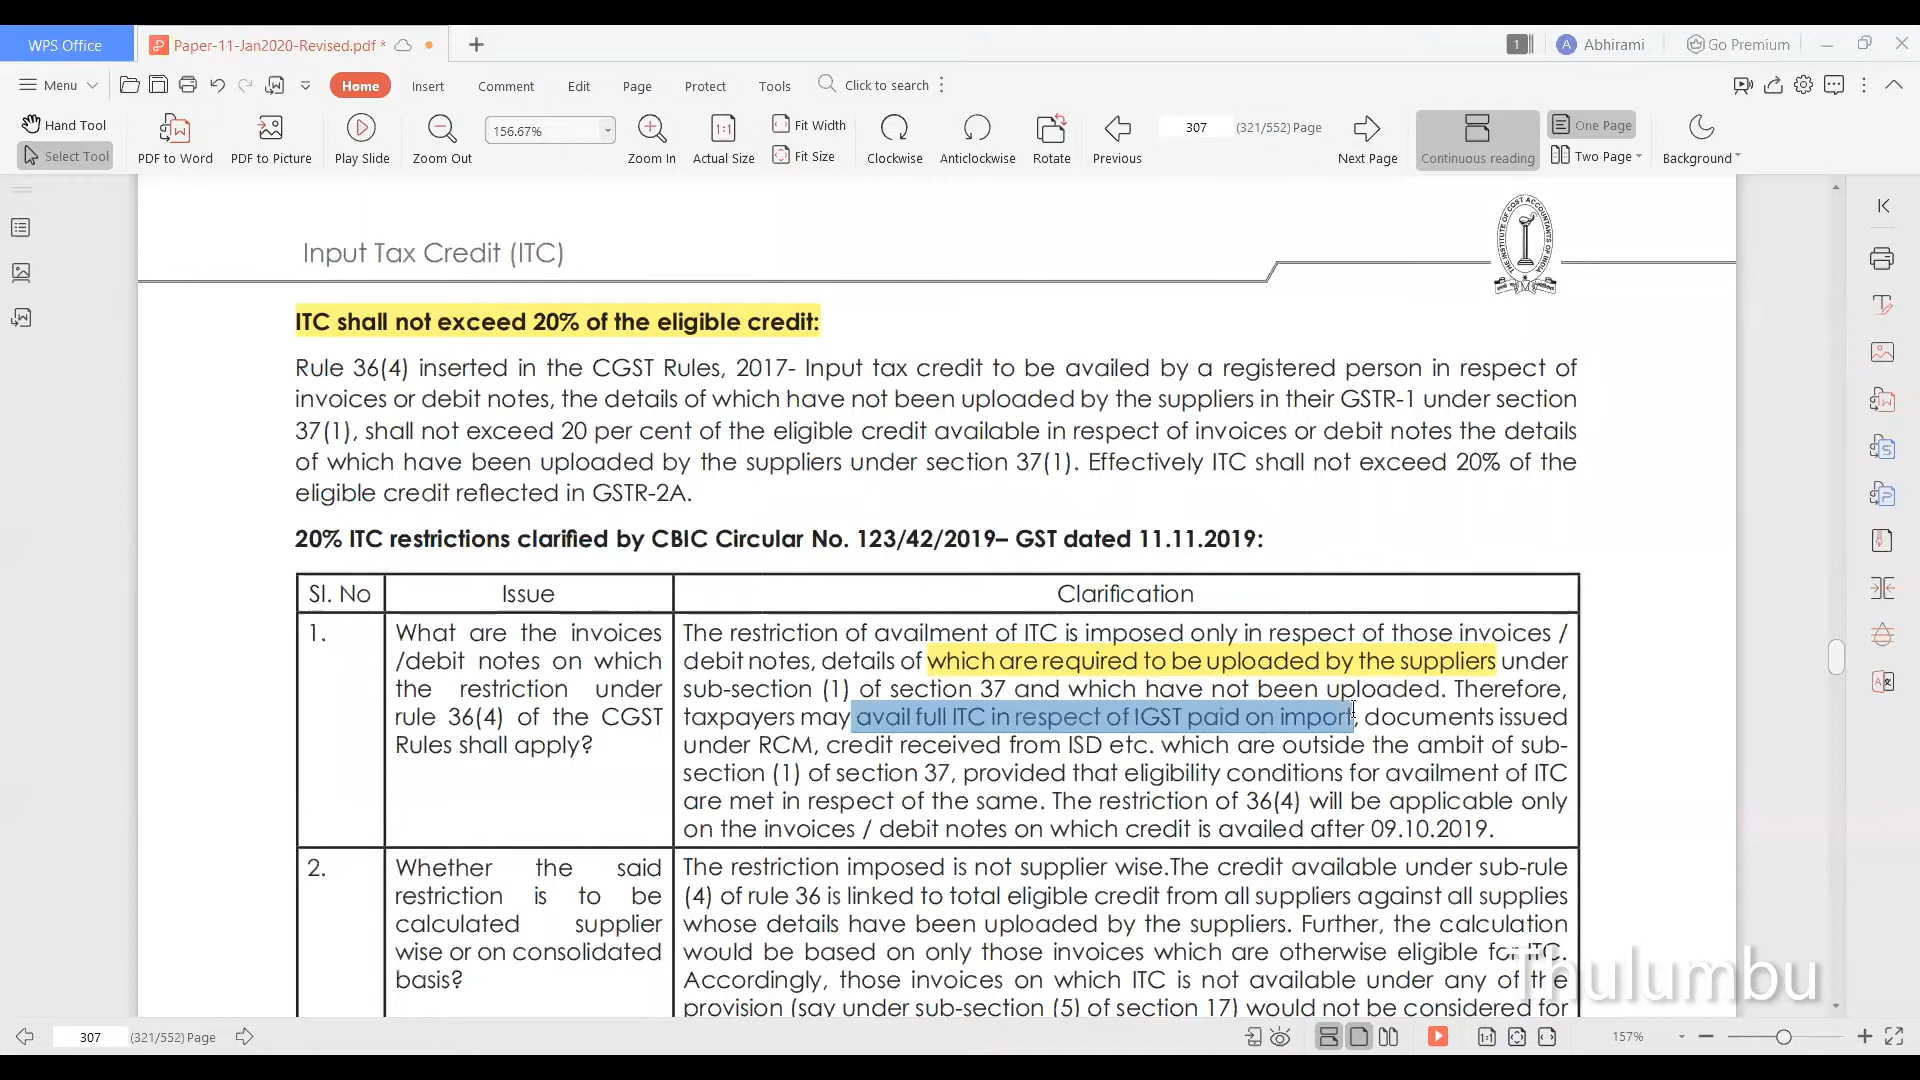 WPS Office
Paper-11-Jan2020-Revised.pdf *
1
A Abhirami
Go Premium
Menu
Home
Insert
Comment
Edit
Page
Protect
Tools
Click to search
Hand Tool
Select Tool
PDF to Word
PDF to Picture
Play Slide
Zoom Out
156.67%
Zoom In
1:1
Actual Size
Fit Width
Fit Size
Clockwise
Anticlockwise
Rotate
Previous
307
(321/552) Page
Next Page
Continuous reading
One Page
Two Page
Background
Input Tax Credit (ITC)
THE INSTITUTE OF COST ACCOUNTANTS OF INDIA
ITC shall not exceed 20% of the eligible credit:
Rule 36(4) inserted in the CGST Rules, 2017- Input tax credit to be availed by a registered person in respect of
invoices or debit notes, the details of which have not been uploaded by the suppliers in their GSTR-1 under section
37(1), shall not exceed 20 per cent of the eligible credit available in respect of invoices or debit notes the details
of which have been uploaded by the suppliers under section 37(1). Effectively ITC shall not exceed 20% of the
eligible credit reflected in GSTR-2A.
20% ITC restrictions clarified by CBIC Circular No. 123/42/2019– GST dated 11.11.2019:
Sl. No
Issue
Clarification
1.
What are the invoices
/debit notes on which
the restriction under
rule 36(4) of the CGST
Rules shall apply?
The restriction of availment of ITC is imposed only in respect of those invoices /
debit notes, details of which are required to be uploaded by the suppliers under
sub-section (1) of section 37 and which have not been uploaded. Therefore,
taxpayers may avail full ITC in respect of IGST paid on import, documents issued
under RCM, credit received from ISD etc. which are outside the ambit of sub-
section (1) of section 37, provided that eligibility conditions for availment of ITC
are met in respect of the same. The restriction of 36(4) will be applicable only
on the invoices / debit notes on which credit is availed after 09.10.2019.
2.
Whether the said
restriction is to be
calculated supplier
wise or on consolidated
basis?
The restriction imposed is not supplier wise.The credit available under sub-rule
(4) of rule 36 is linked to total eligible credit from all suppliers against all supplies
whose details have been uploaded by the suppliers. Further, the calculation
would be based on only those invoices which are otherwise eligible for ITC.
Accordingly, those invoices on which ITC is not available under any of the
provision (say under sub-section (5) of section 17) would not be considered for
Thulumbu
307
(321/552) Page
157%